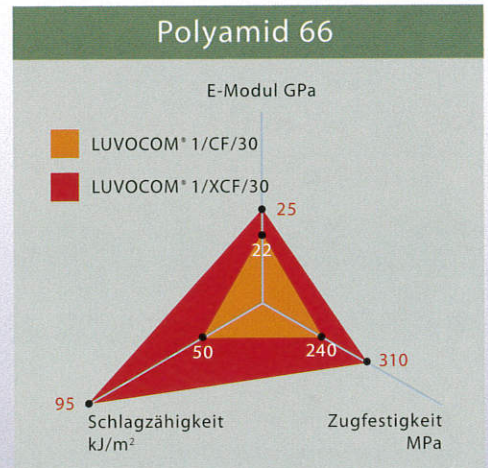 Polyamid 66
E-Modul GPa
LUVOCOM® 1/CF/30
LUVOCOM® 1/XCF/30
25
22
50
240
310
95
Schlagzähigkeit
kJ/m²
Zugfestigkeit
MPa